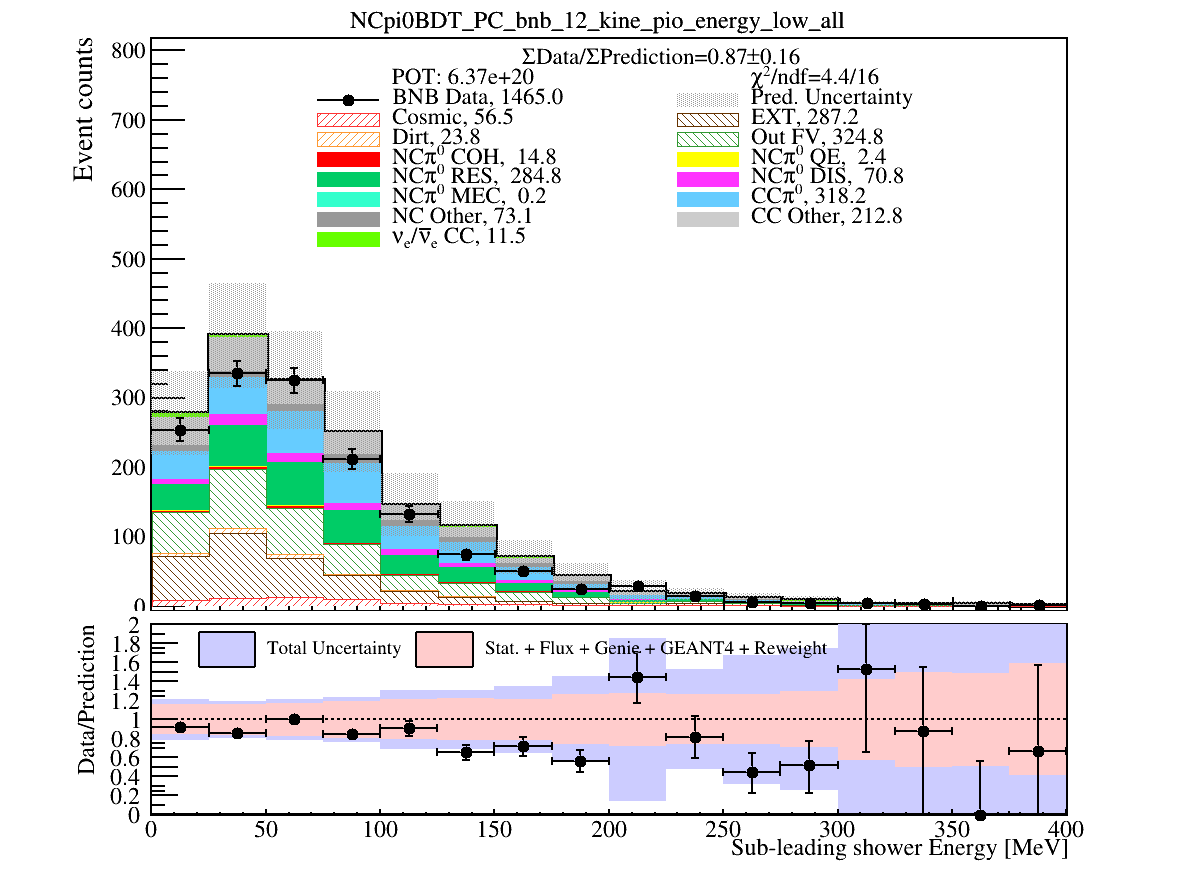 NCpi0BDT_PC_bnb_12_kine_pio_energy_low_all
ΣData/ΣPrediction=0.87±0.16
POT: 6.37e+20 χ²/ndf=4.4/16
BNB Data, 1465.0 Pred. Uncertainty
Cosmic, 56.5 EXT, 287.2
Dirt, 23.8 Out FV, 324.8
NCπ⁰ COH, 14.8 NCπ⁰ QE, 2.4
NCπ⁰ RES, 284.8 NCπ⁰ DIS, 70.8
NCπ⁰ MEC, 0.2 CCπ⁰, 318.2
NC Other, 73.1 CC Other, 212.8
νₑ/ν̅ₑ CC, 11.5
Event counts
800
700
600
500
400
300
200
100
0
Total Uncertainty Stat. + Flux + Genie + GEANT4 + Reweight
Data/Prediction
2
1.8
1.6
1.4
1.2
1
0.8
0.6
0.4
0.2
0
0 50 100 150 200 250 300 350 400
Sub-leading shower Energy [MeV]